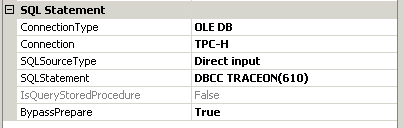 SQL Statement
ConnectionType OLE DB
Connection TPC-H
SQLSourceType Direct input
SQLStatement DBCC TRACEON(610)
IsQueryStoredProcedure False
BypassPrepare True